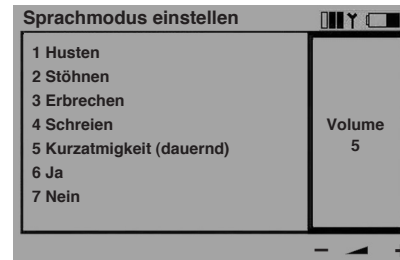 Sprachmodus einstellen
1 Husten
2 Stöhnen
3 Erbrechen
4 Schreien
5 Kurzatmigkeit (dauernd)
6 Ja
7 Nein
Volume
5